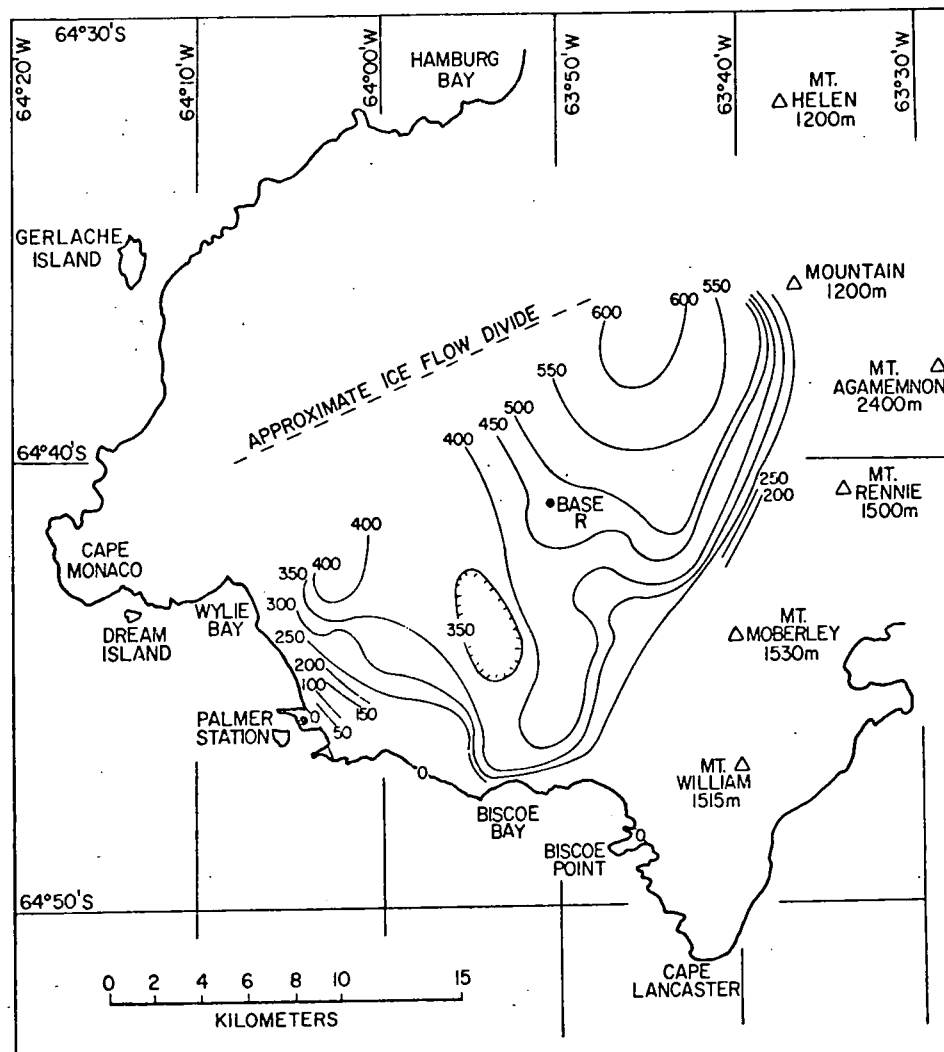 64°30'S
64°20'W
64°10'W
64°00'W
63°50'W
63°40'W
63°30'W
HAMBURG
BAY
MT.
HELEN
1200m
GERLACHE
ISLAND
MOUNTAIN
1200m
600
600
550
APPROXIMATE ICE FLOW DIVIDE
550
MT.
AGAMEMNON
2400m
500
450
400
64°40'S
250
200
MT.
RENNIE
1500m
BASE
R
400
CAPE
MONACO
350
400
300
WYLIE
BAY
DREAM
ISLAND
250
350
MT.
MOBERLEY
1530m
200
100
150
0
50
PALMER
STATION
0
MT.
WILLIAM
1515m
BISCOE
BAY
BISCOE
POINT
0
64°50'S
CAPE
LANCASTER
0 2 4 6 8 10 15
KILOMETERS